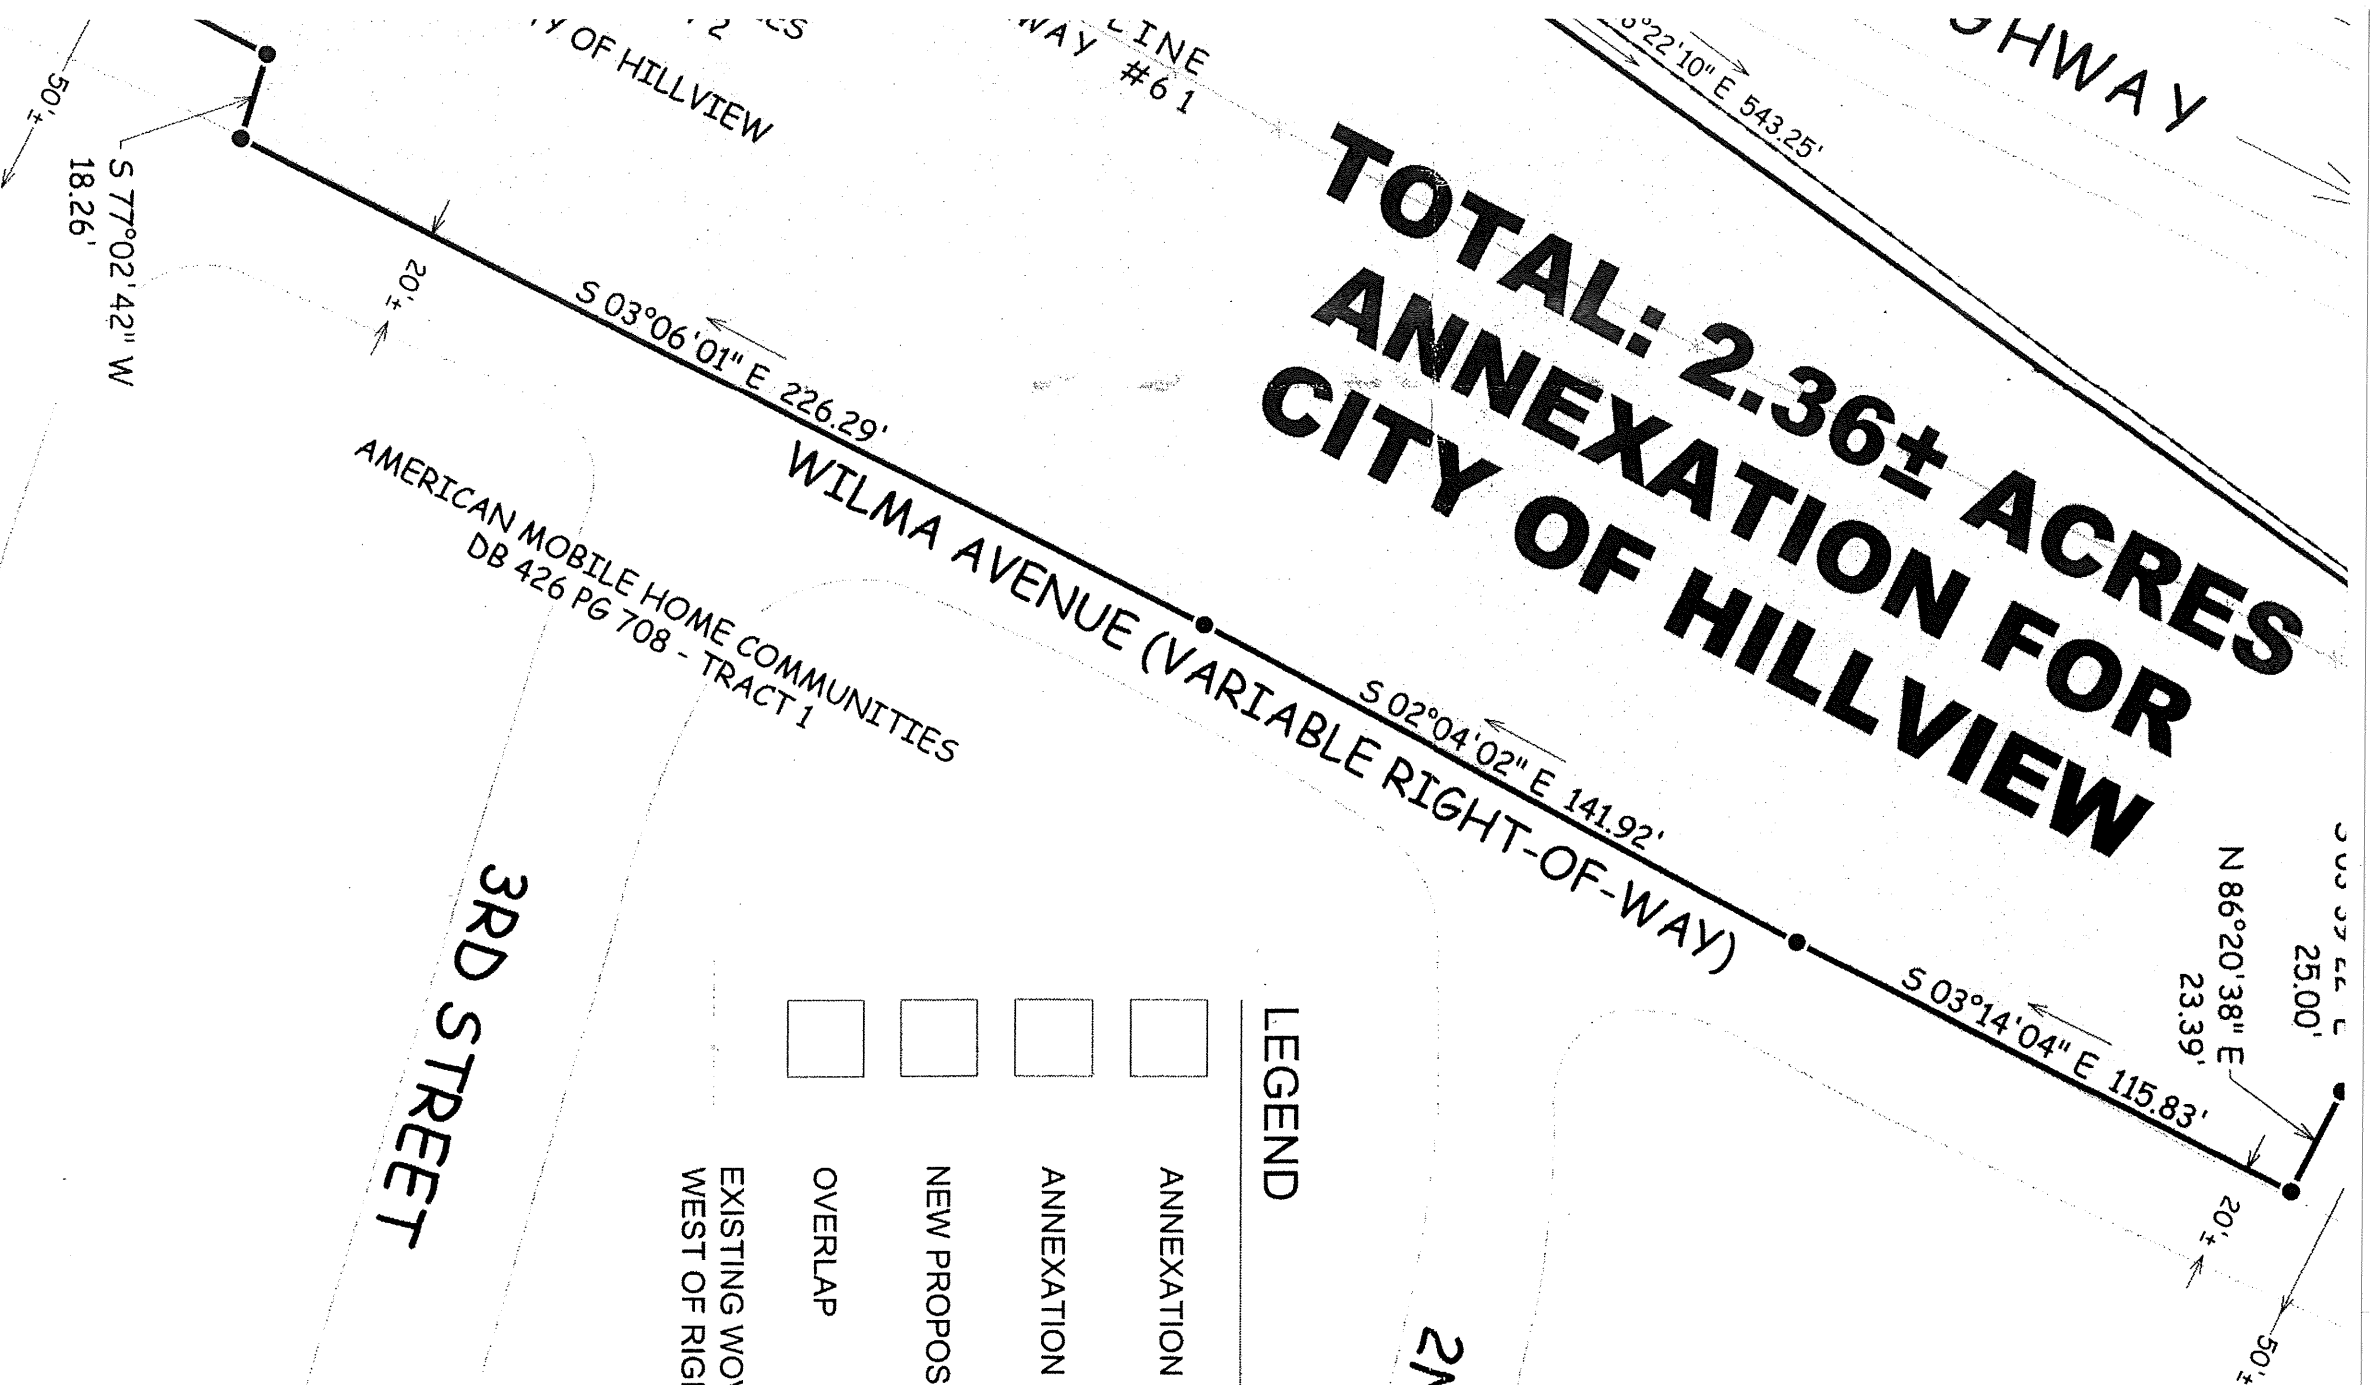 OF HILLVIEW
LINE
WAY #61
22'10" E 543.25'
HWAY
50'±
S 77°02'42" W
18.26'
20'±
S 03°06'01" E 226.29'
TOTAL: 2.36± ACRES
ANNEXATION FOR
CITY OF HILLVIEW
WILMA AVENUE (VARIABLE RIGHT-OF-WAY)
AMERICAN MOBILE HOME COMMUNITIES
DB 426 PG 708 - TRACT 1
S 02°04'02" E 141.92'
S 03°14'04" E 115.83'
25.00'
N 86°20'38" E
23.39'
20'±
50'±
3RD STREET
LEGEND
ANNEXATION
ANNEXATION
NEW PROPOS
OVERLAP
EXISTING WOV
WEST OF RIG